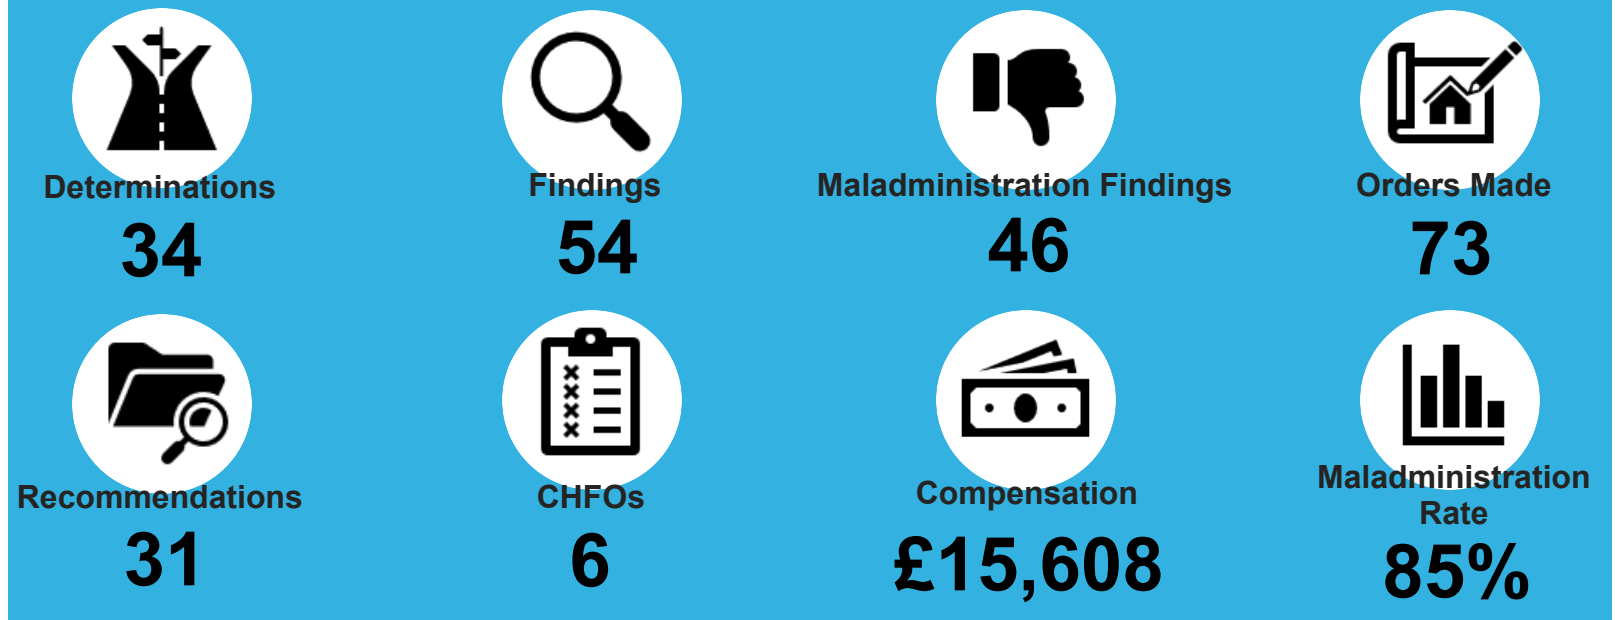 Determinations
34
Findings
54
Maladministration Findings
46
Orders Made
73
Recommendations
31
CHFOs
6
Compensation
£15,608
Maladministration
Rate
85%